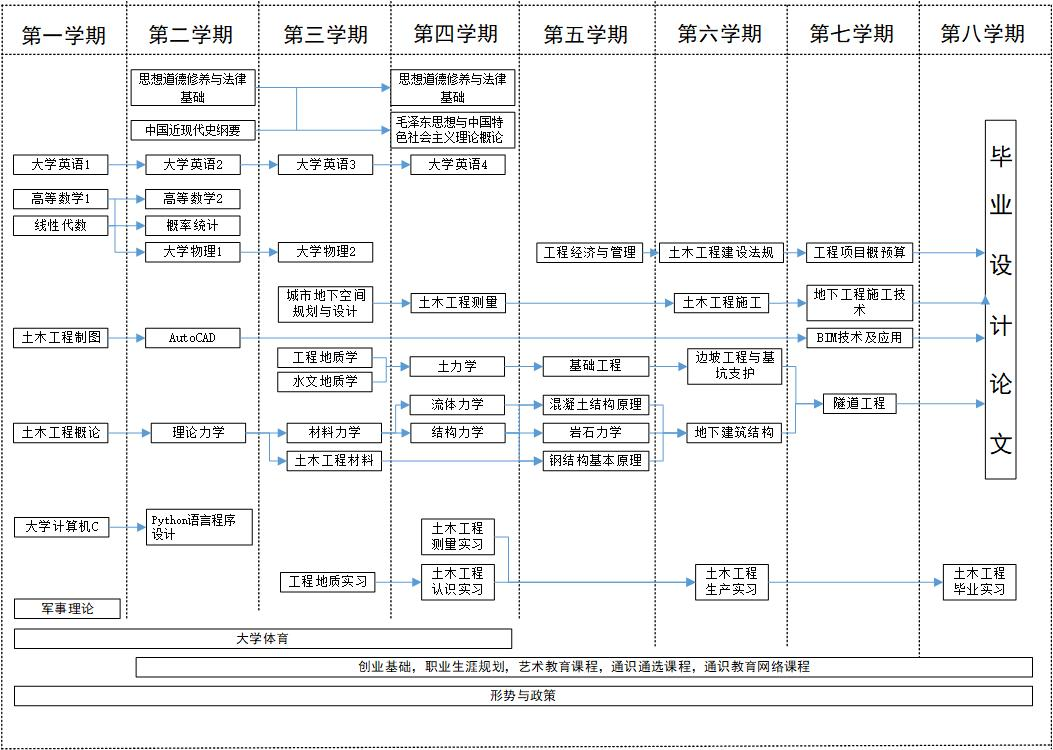 第一学期
第二学期
第三学期
第四学期
第五学期
第六学期
第七学期
第八学期
思想道德修养与法律
基础
思想道德修养与法律
基础
中国近现代史纲要
毛泽东思想与中国特
色社会主义理论概论
大学英语1
大学英语2
大学英语3
大学英语4
高等数学1
高等数学2
线性代数
概率统计
大学物理1
大学物理2
工程经济与管理
土木工程建设法规
工程项目概预算
城市地下空间
规划与设计
土木工程测量
土木工程施工
地下工程施工技
术
土木工程制图
AutoCAD
BIM技术及应用
工程地质学
水文地质学
土力学
基础工程
边坡工程与基
坑支护
流体力学
混凝土结构原理
隧道工程
土木工程概论
理论力学
材料力学
结构力学
岩石力学
地下建筑结构
土木工程材料
钢结构基本原理
毕
业
设
计
论
文
大学计算机C
Python语言程序
设计
土木工程
测量实习
工程地质实习
土木工程
认识实习
土木工程
生产实习
土木工程
毕业实习
军事理论
大学体育
创业基础，职业生涯规划，艺术教育课程，通识通选课程，通识教育网络课程
形势与政策